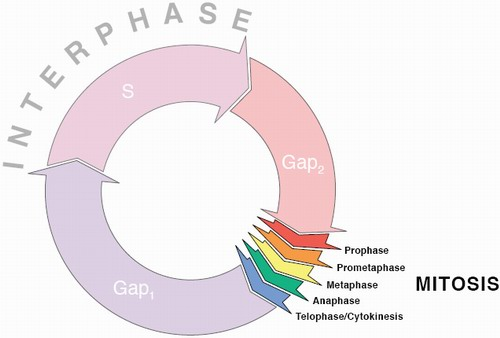 INTERPHASE
S
Gap2
Prophase
Prometaphase
Metaphase
MITOSIS
Anaphase
Gap1
Telophase/Cytokinesis